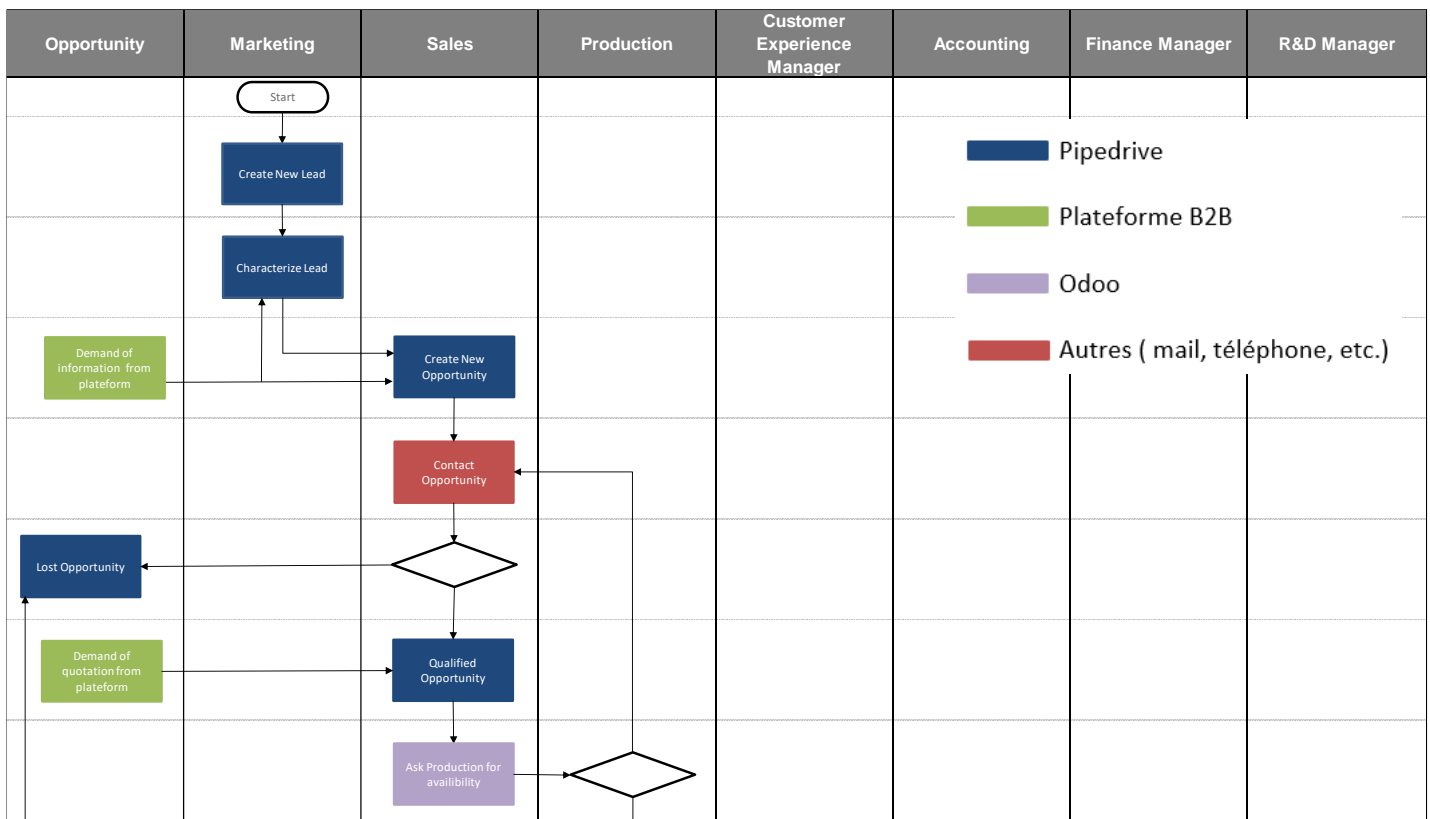 Opportunity
Marketing
Sales
Production
Customer
Experience
Manager
Accounting
Finance Manager
R&D Manager
Start
Create New Lead
Characterize Lead
Demand of
information from
plateform
Create New
Opportunity
Contact
Opportunity
Lost Opportunity
Demand of
quotation from
plateform
Qualified
Opportunity
Ask Production for
availibility
Pipedrive
Plateforme B2B
Odoo
Autres ( mail, téléphone, etc.)